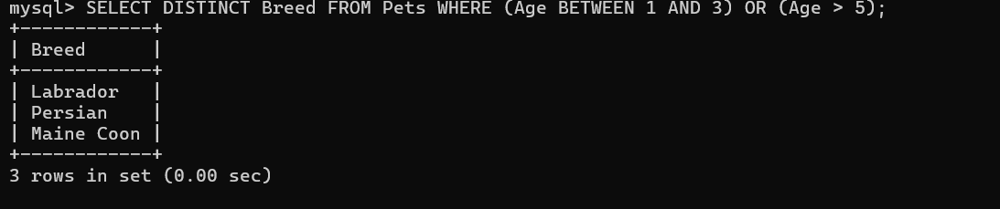 mysql> SELECT DISTINCT Breed FROM Pets WHERE (Age BETWEEN 1 AND 3) OR (Age > 5);
+------------+
| Breed      |
+------------+
| Labrador   |
| Persian    |
| Maine Coon |
+------------+
3 rows in set (0.00 sec)